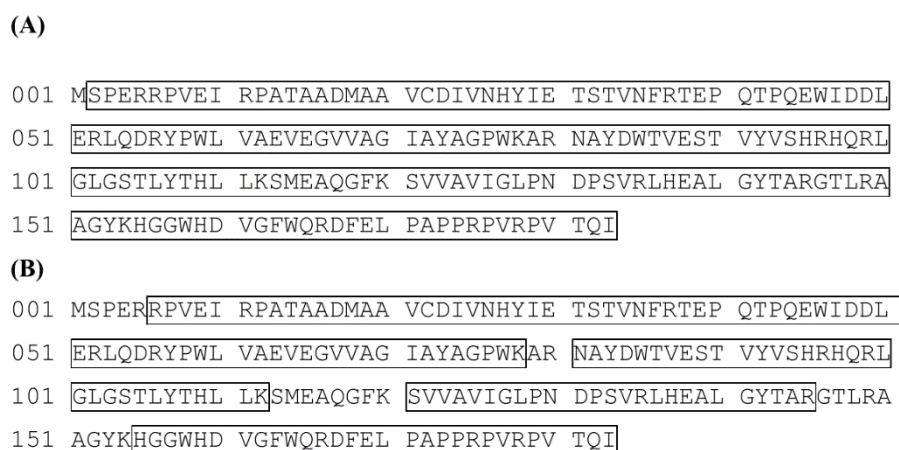 (A)
001 MSPERRPVEI RPATAADMAA VCDIVNHYIE TSTVNFRTEP QTPQEWIDDL
051 ERLQDRYPWL VAEVEGVVAG IAYAGPWKAR NAYDWTVEST VYVSHRHQRL
101 GLGSTLYTHL LKSMEAQGFK SVVAVIGLPN DPSVRLHEAL GYTARGTLRA
151 AGYKHGGWHD VGFWQRDFEL PAPPRPVRPV TQI
(B)
001 MSPERRPVEI RPATAADMAA VCDIVNHYIE TSTVNFRTEP QTPQEWIDDL
051 ERLQDRYPWL VAEVEGVVAG IAYAGPWKAR NAYDWTVEST VYVSHRHQRL
101 GLGSTLYTHL LKSMEAQGFK SVVAVIGLPN DPSVRLHEAL GYTARGTLRA
151 AGYKHGGWHD VGFWQRDFEL PAPPRPVRPV TQI